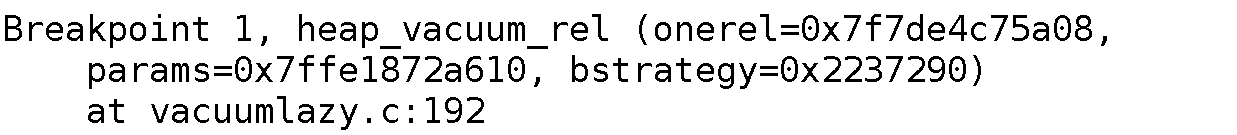 Breakpoint 1, heap_vacuum_rel (onerel=0x7f7de4c75a08,
params=0x7ffe1872a610, bstrategy=0x2237290)
at vacuumlazy.c:192